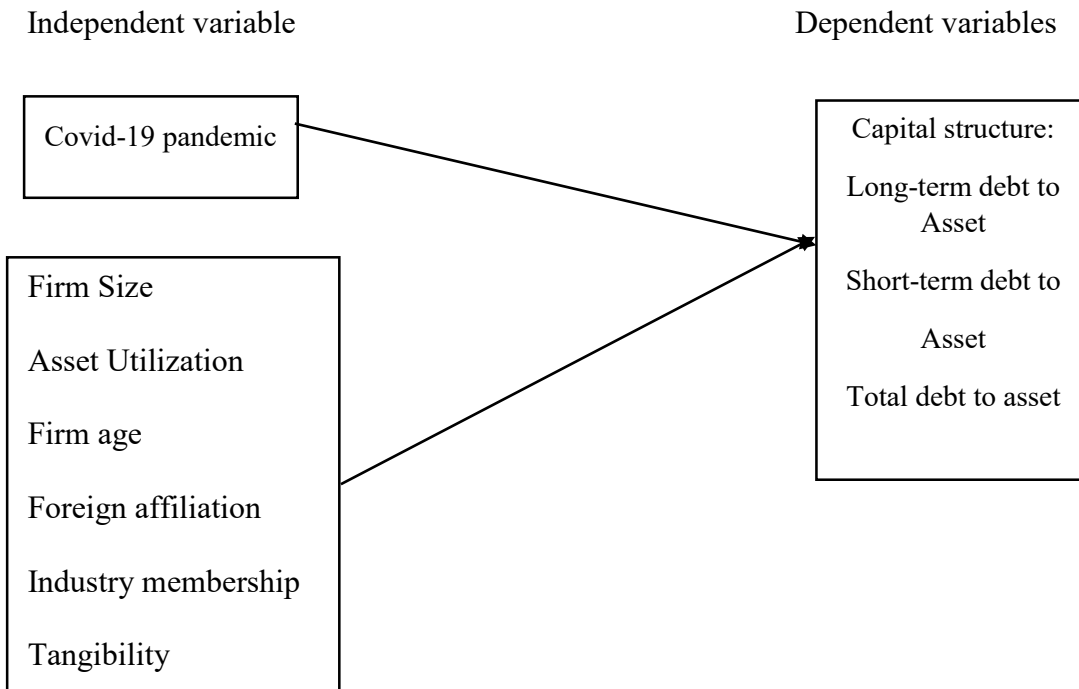 Independent variable
Dependent variables
Covid-19 pandemic
Capital structure:
Long-term debt to
Asset
Short-term debt to
Asset
Total debt to asset
Firm Size
Asset Utilization
Firm age
Foreign affiliation
Industry membership
Tangibility